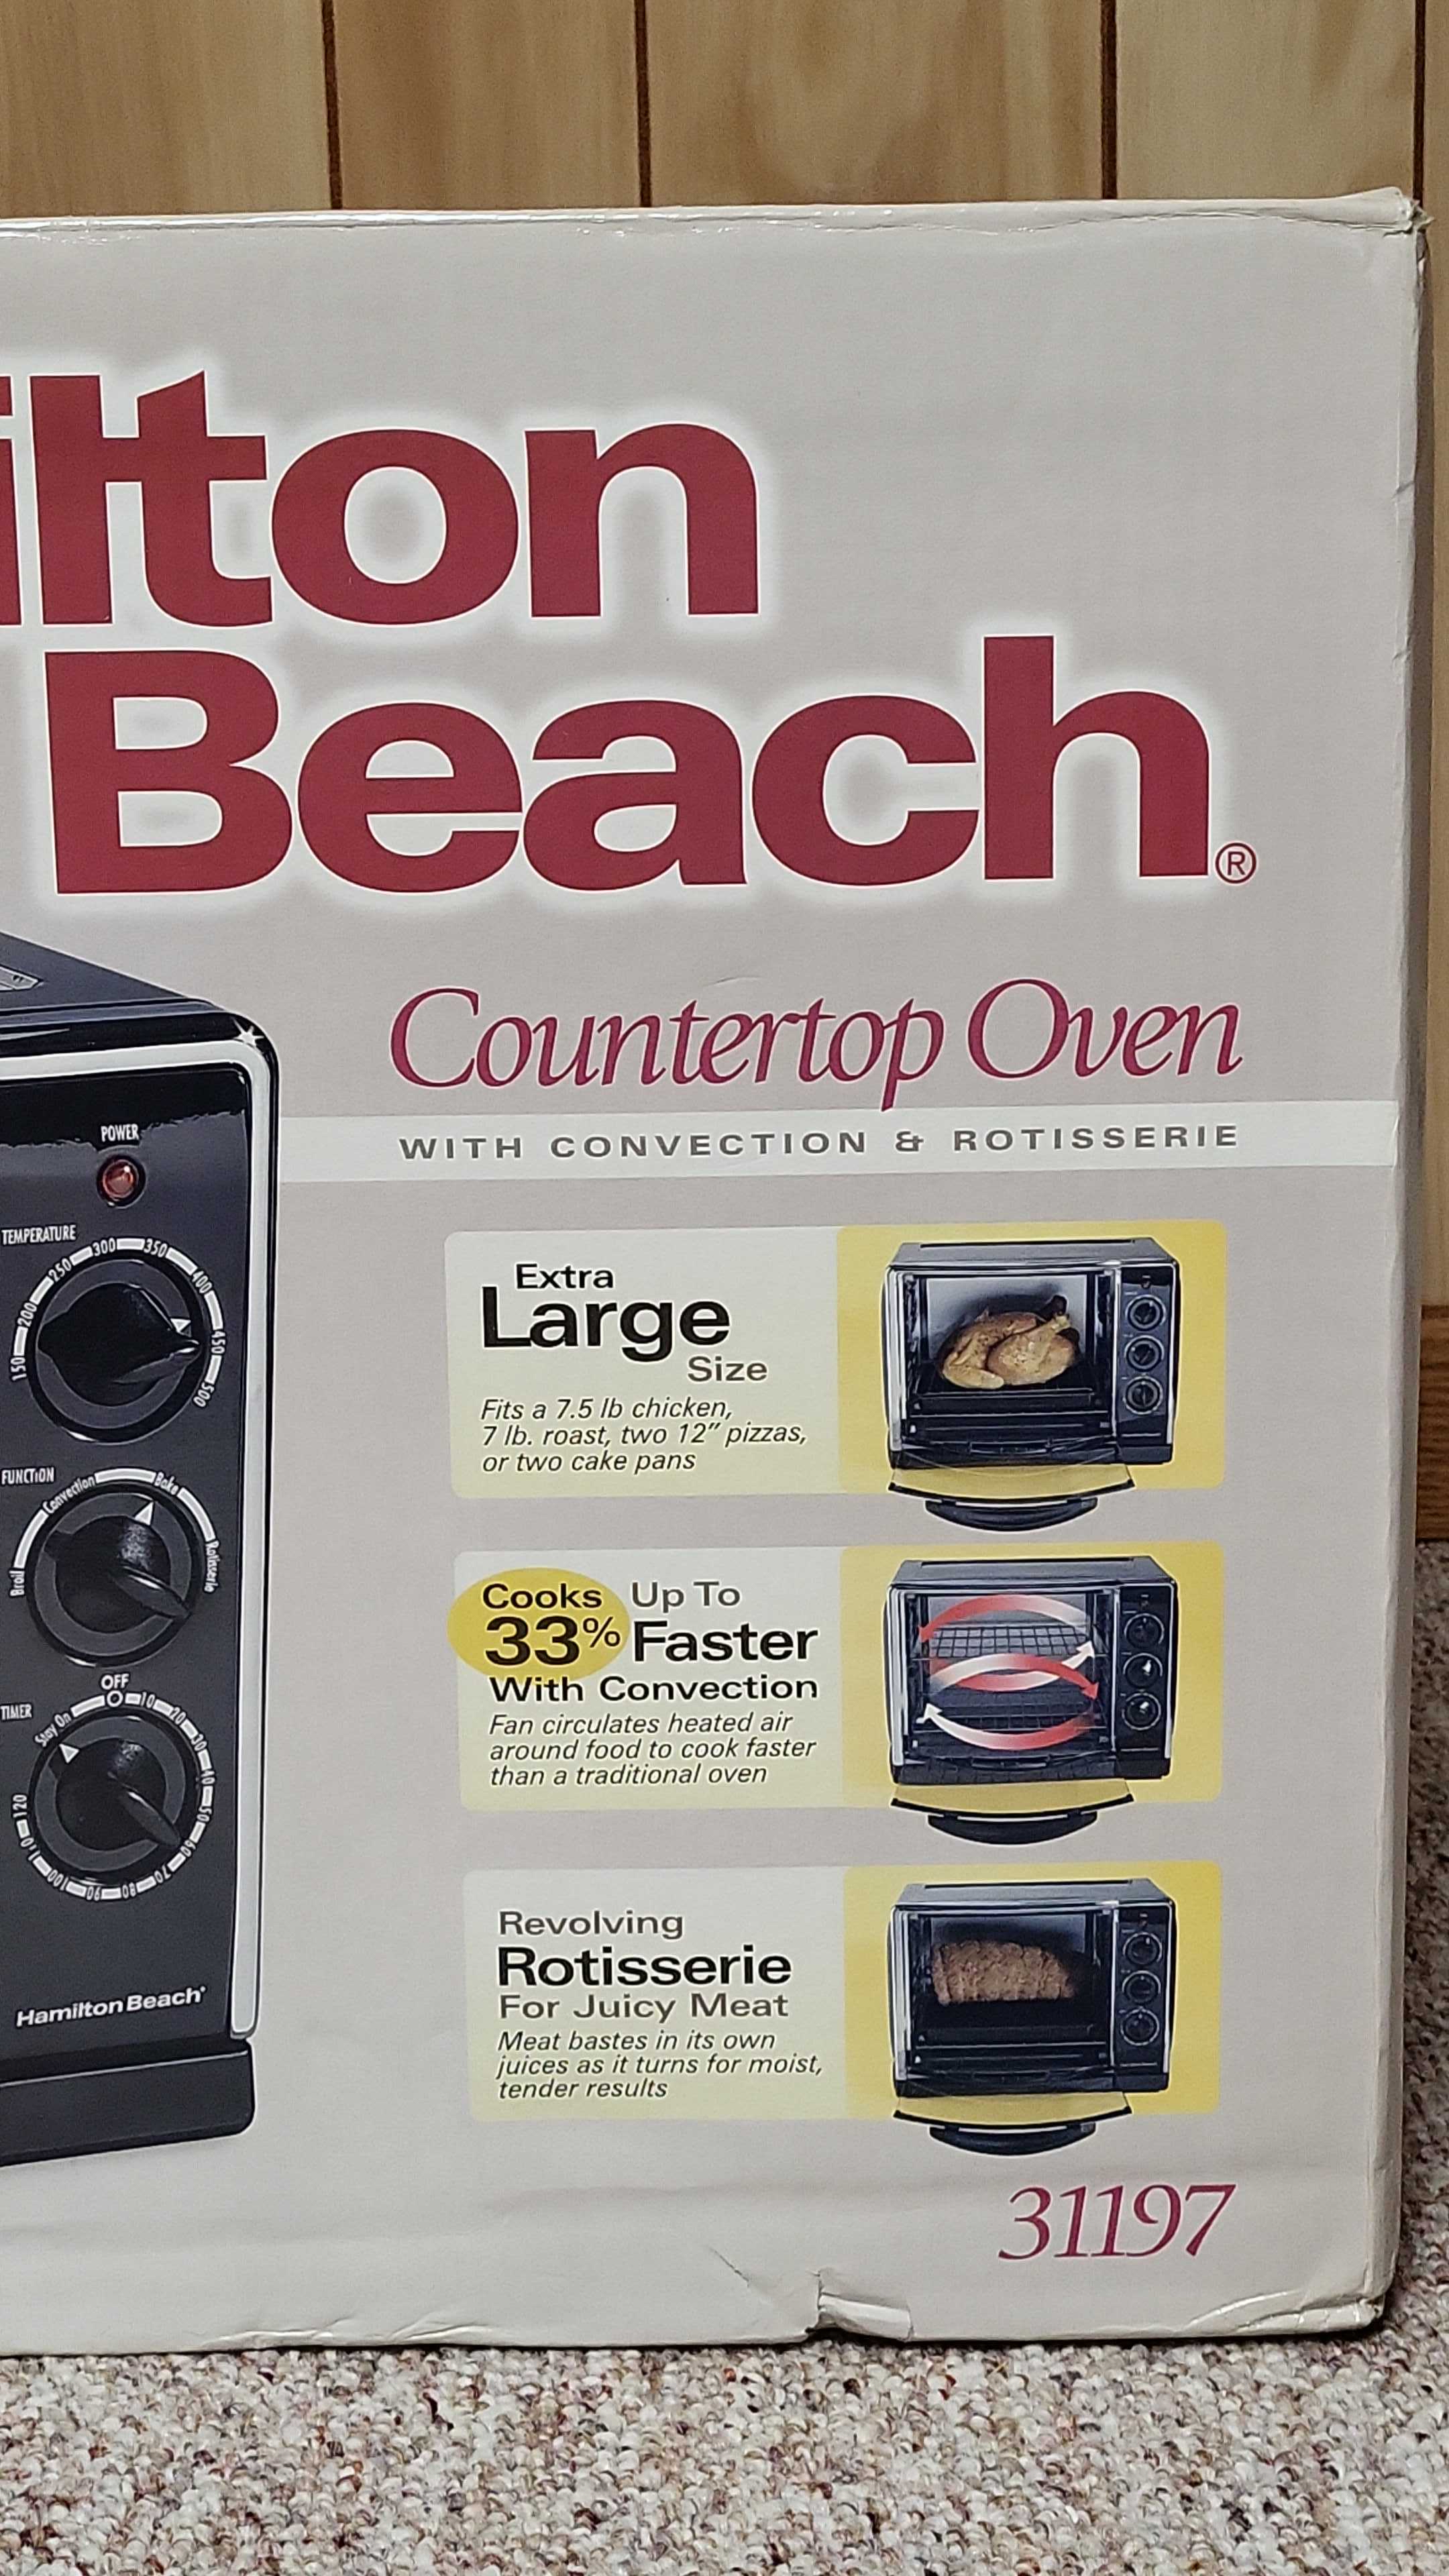 ilton
Beach®
Countertop Oven
WITH CONVECTION & ROTISSERIE
POWER
TEMPERATURE
150 200 250 300 350 400 450 500
FUNCTION
Broil Convection Bake Rotisserie
OFF
TIMER
Stay On 10 20 30 40 50 60 70 80 90 100 110 120
Hamilton Beach
Extra
Large
Size
Fits a 7.5 lb chicken,
7 lb. roast, two 12” pizzas,
or two cake pans
Cooks Up To
33% Faster
With Convection
Fan circulates heated air
around food to cook faster
than a traditional oven
Revolving
Rotisserie
For Juicy Meat
Meat bastes in its own
juices as it turns for moist,
tender results
31197